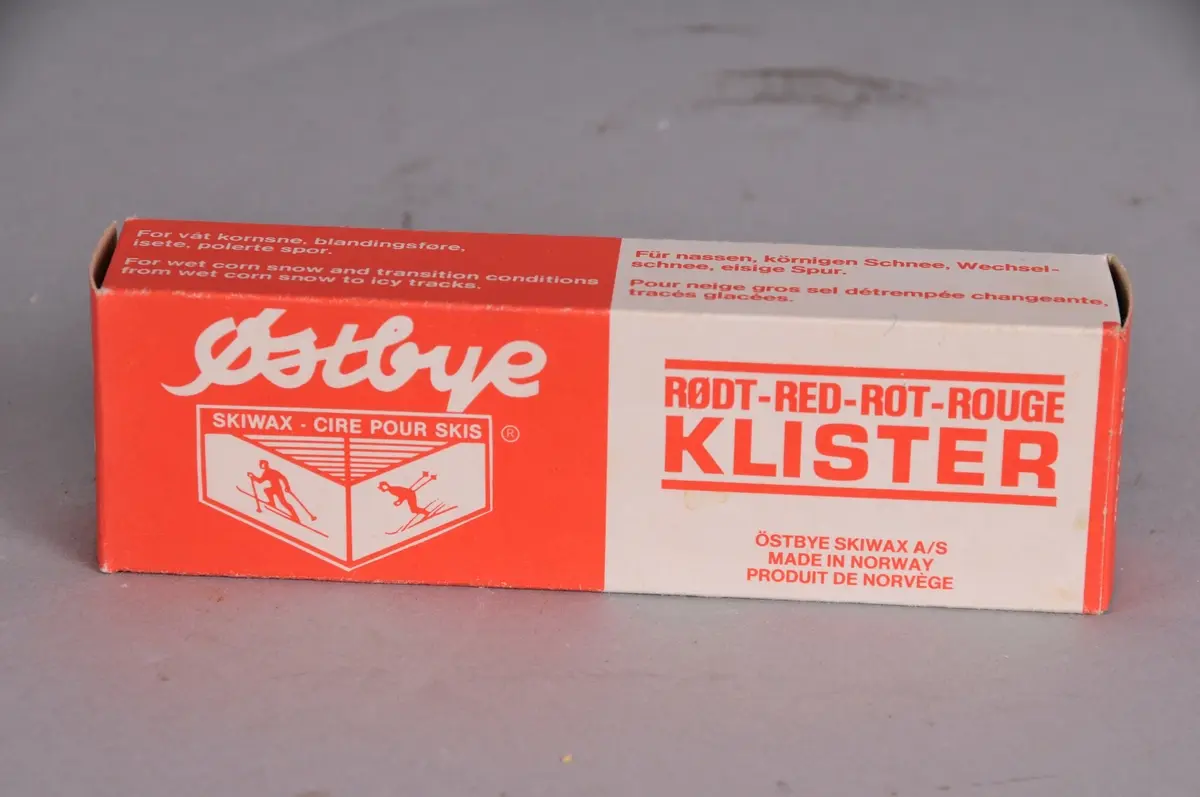 For våt kornsne, blandingsføre,
isete, polerte spor.
For wet corn snow and transition conditions
from wet corn snow to icy tracks.
Für nassen, körnigen Schnee, Wechsel-
schnee, eisige Spur.
Pour neige gros sel détrempée changeante,
tracés glacées.
Østbye
SKIWAX - CIRE POUR SKIS
®
RØDT-RED-ROT-ROUGE
KLISTER
ÖSTBYE SKIWAX A/S
MADE IN NORWAY
PRODUIT DE NORVÈGE